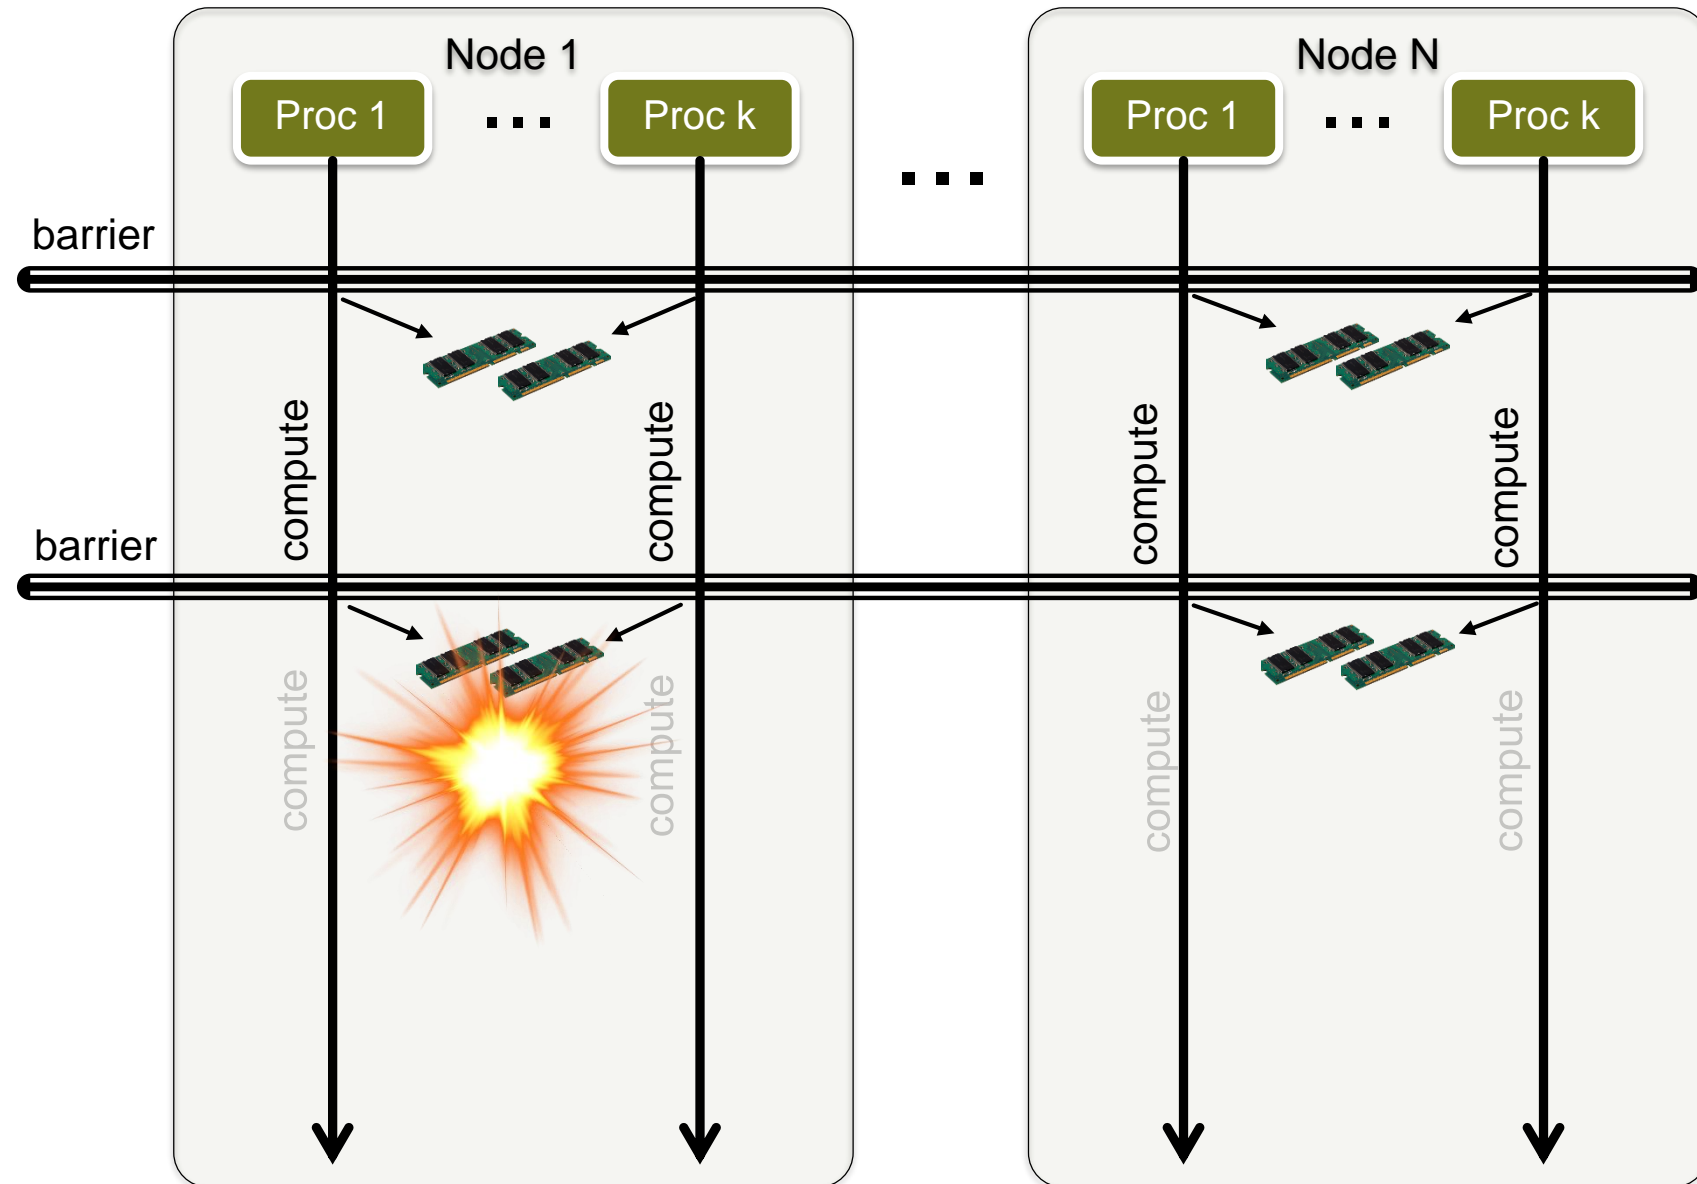 Node 1
Node N
Proc 1
...
Proc k
...
Proc 1
...
Proc k
barrier
compute
compute
compute
compute
barrier
compute
compute
compute
compute